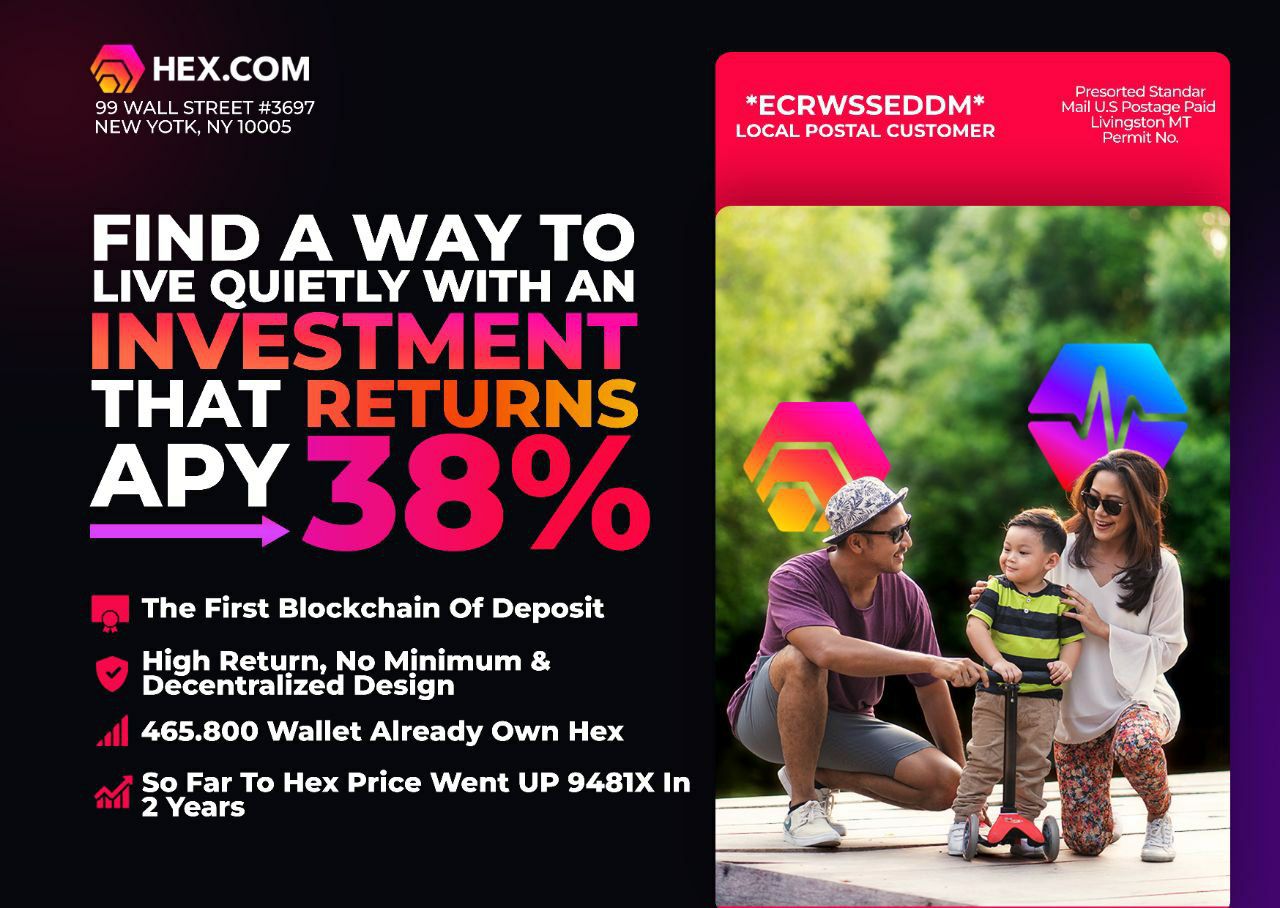 HEX.COM
99 WALL STREET #3697
NEW YOTK, NY 10005
*ECRWSSEDDM*
LOCAL POSTAL CUSTOMER
Presorted Standar
Mail U.S Postage Paid
Livingston MT
Permit No.
FIND A WAY TO
LIVE QUIETLY WITH AN
INVESTMENT
THAT RETURNS
APY 38%
The First Blockchain Of Deposit
High Return, No Minimum &
Decentralized Design
465.800 Wallet Already Own Hex
So Far To Hex Price Went UP 9481X In
2 Years